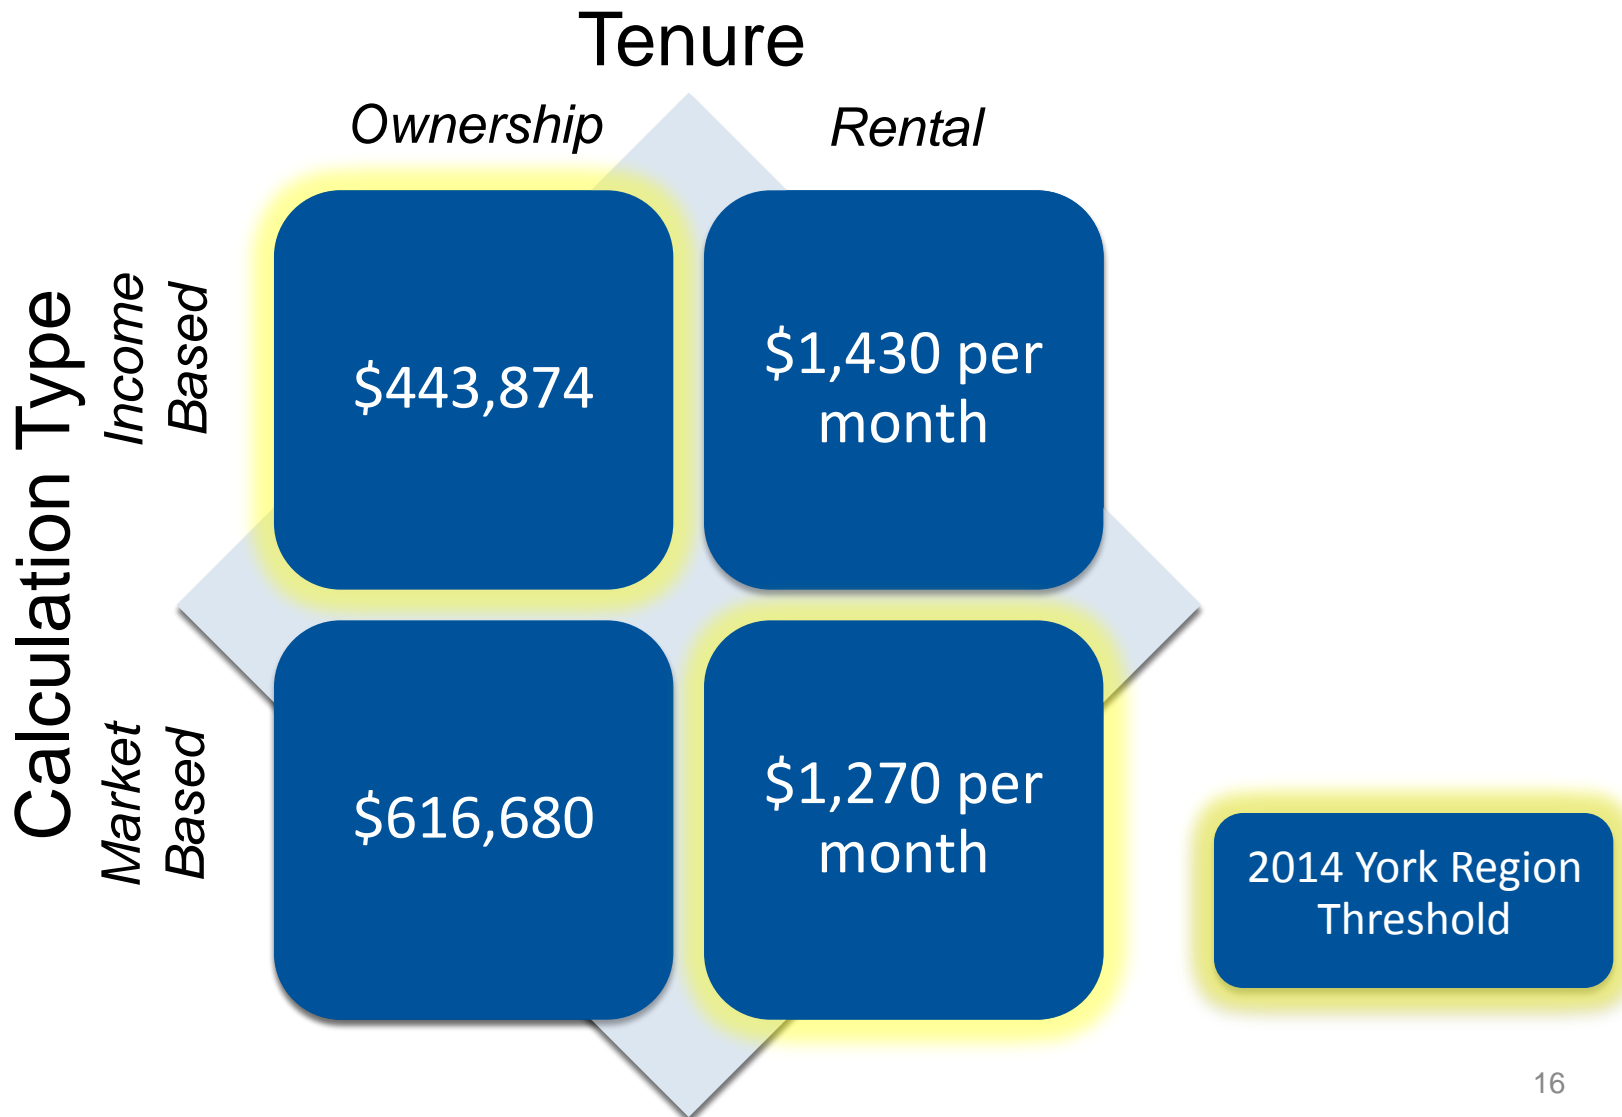 Tenure
Ownership
Rental
Calculation Type
Income
Based
$443,874
$1,430 per
month
Market
Based
$616,680
$1,270 per
month
2014 York Region
Threshold
16